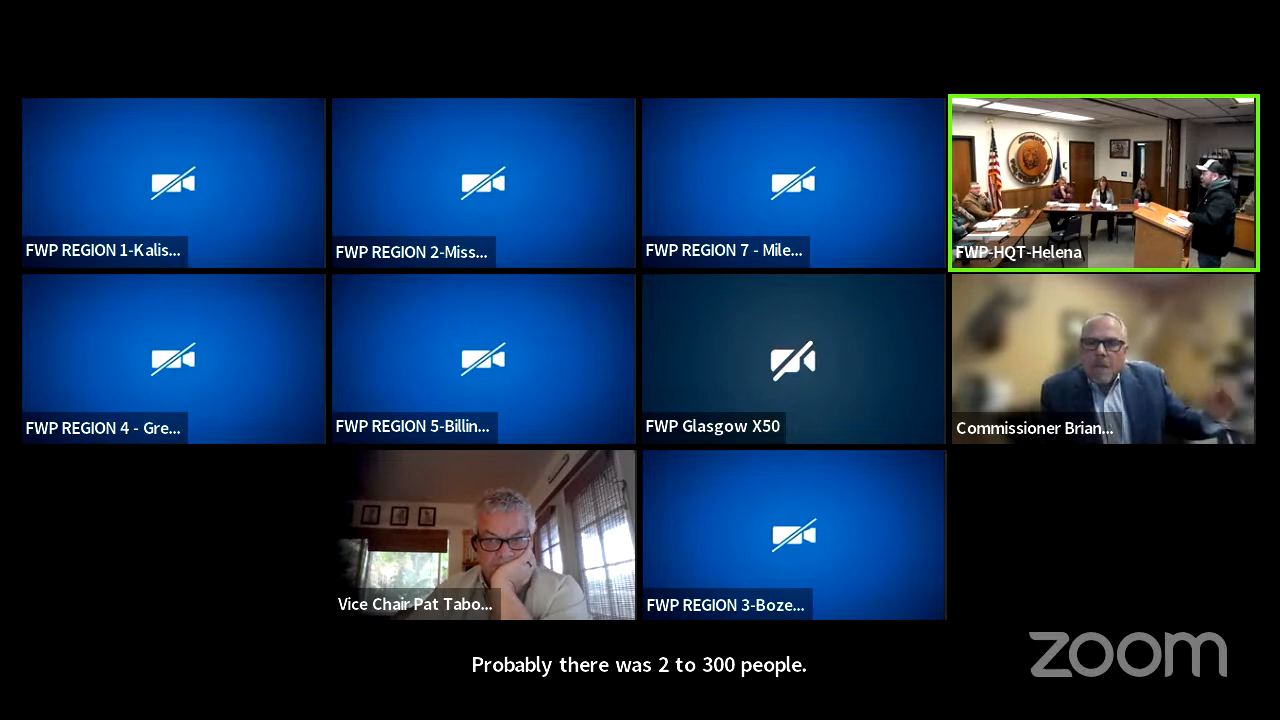 FWP REGION 1-Kalis...
FWP REGION 2-Miss...
FWP REGION 7 - Mile...
FWP-HQT-Helena
FWP REGION 4 - Gre...
FWP REGION 5-Billin...
FWP Glasgow X50
Commissioner Brian...
Vice Chair Pat Tabo...
FWP REGION 3-Boze...
Probably there was 2 to 300 people.
zoom